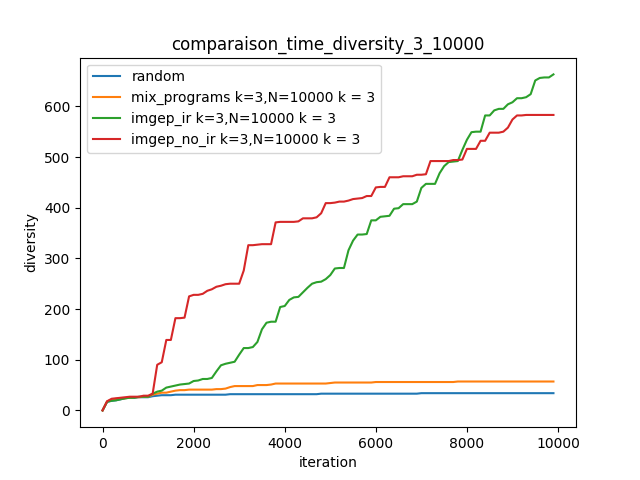 comparaison_time_diversity_3_10000
random
mix_programs k=3,N=10000 k = 3
imgep_ir k=3,N=10000 k = 3
imgep_no_ir k=3,N=10000 k = 3
diversity
600
500
400
300
200
100
0
0 2000 4000 6000 8000 10000
iteration